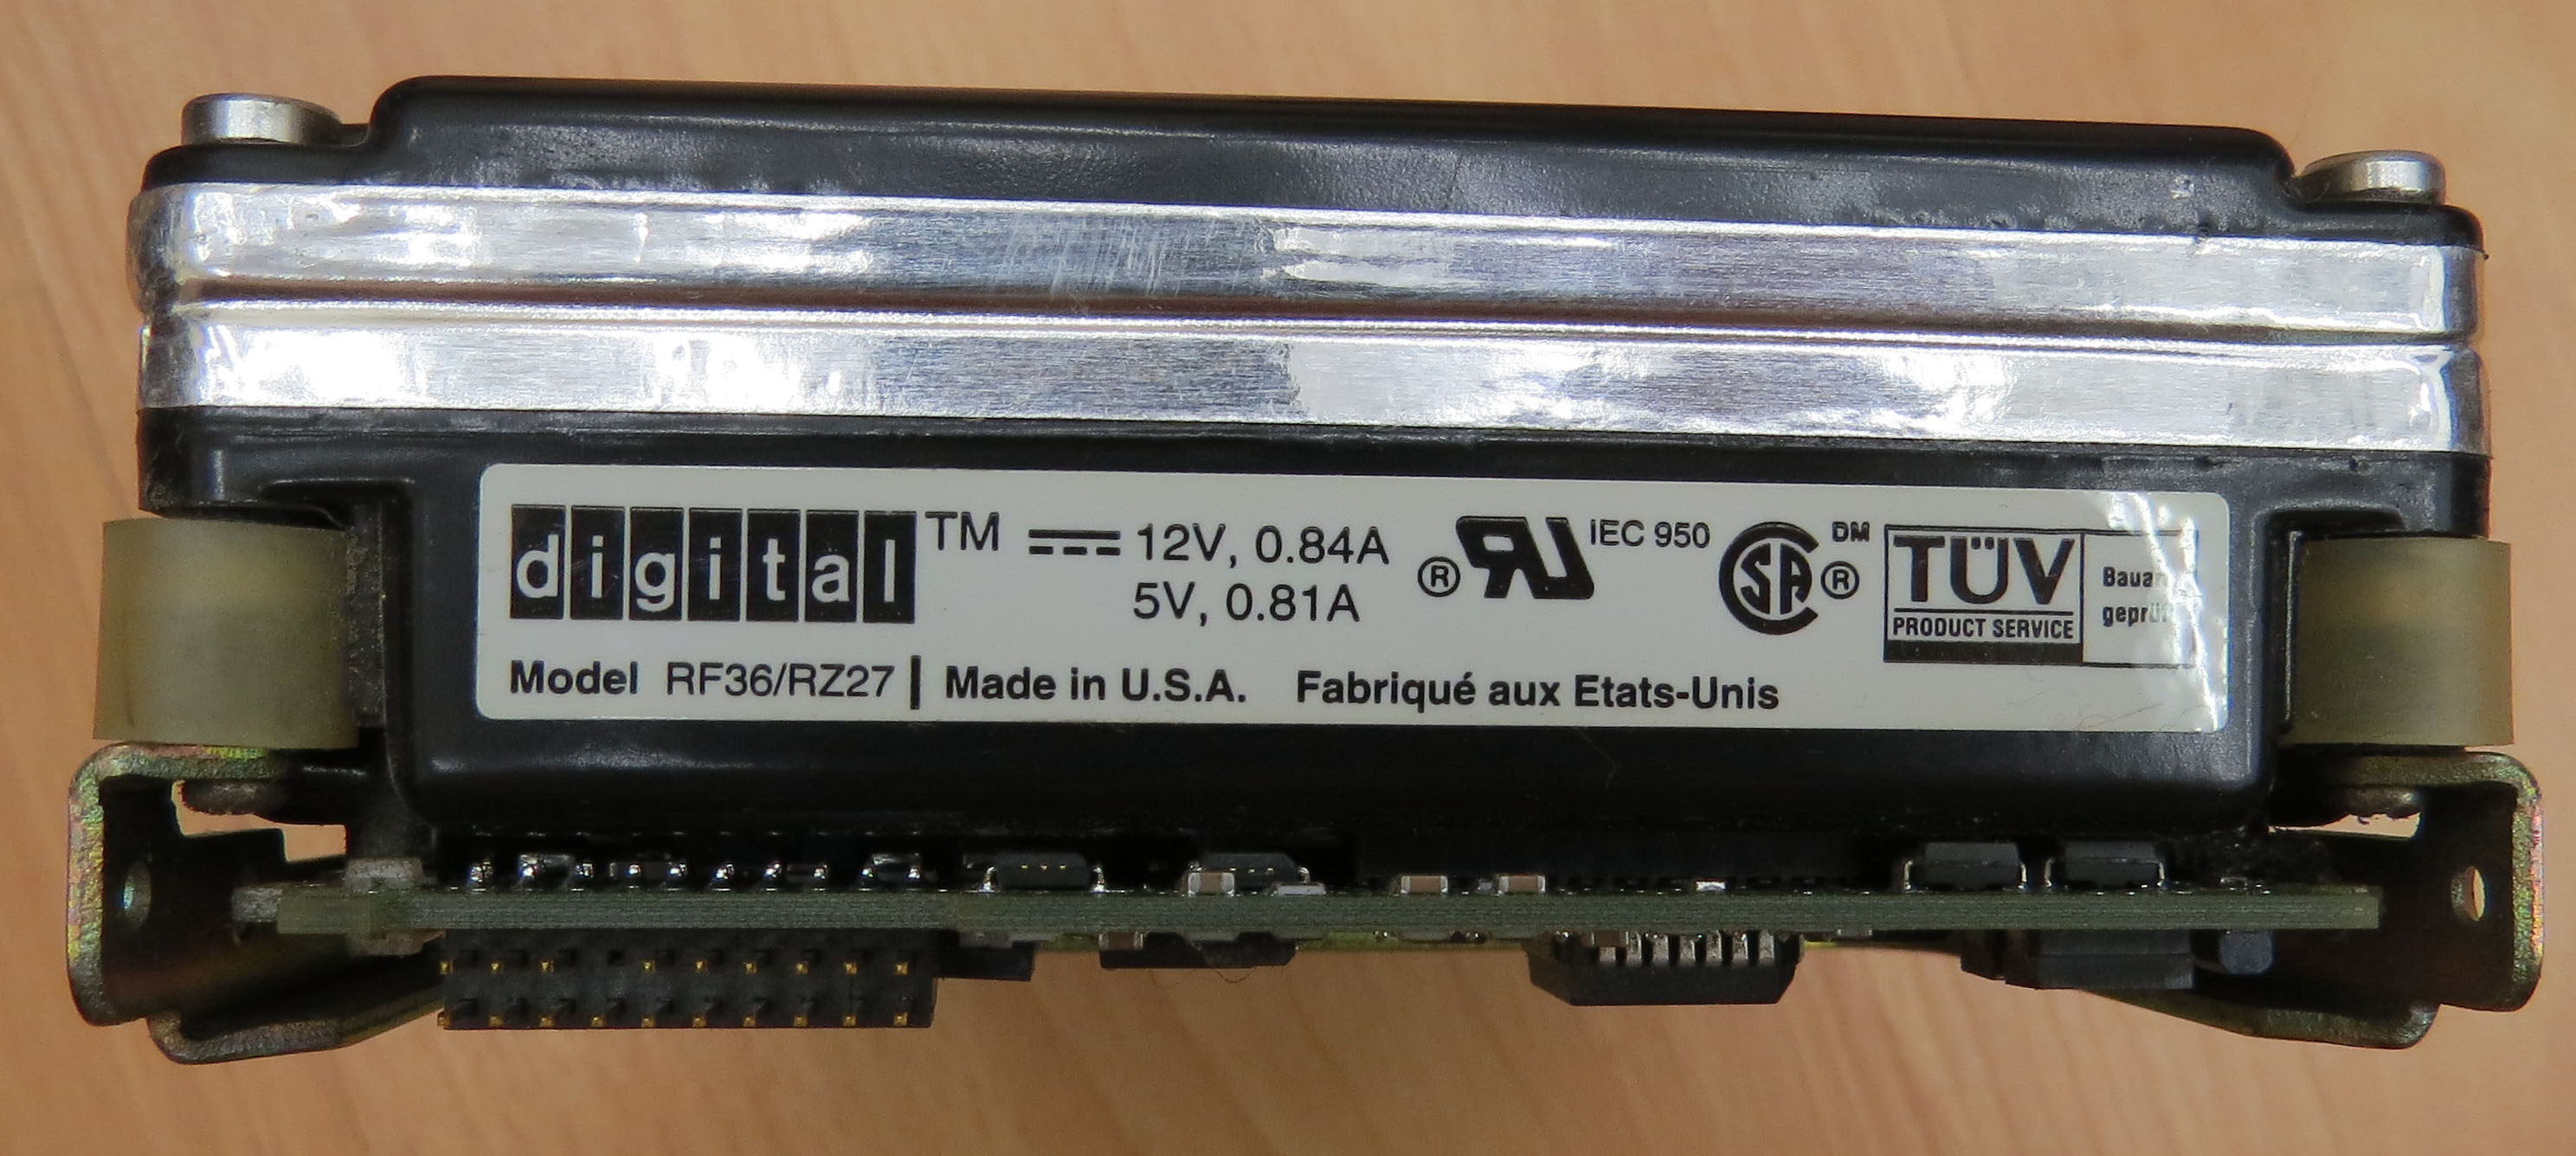 digital™ 12V, 0.84A ® IEC 950 DM ® TÜV
5V, 0.81A PRODUCT SERVICE
Model RF36/RZ27 Made in U.S.A. Fabriqué aux Etats-Unis